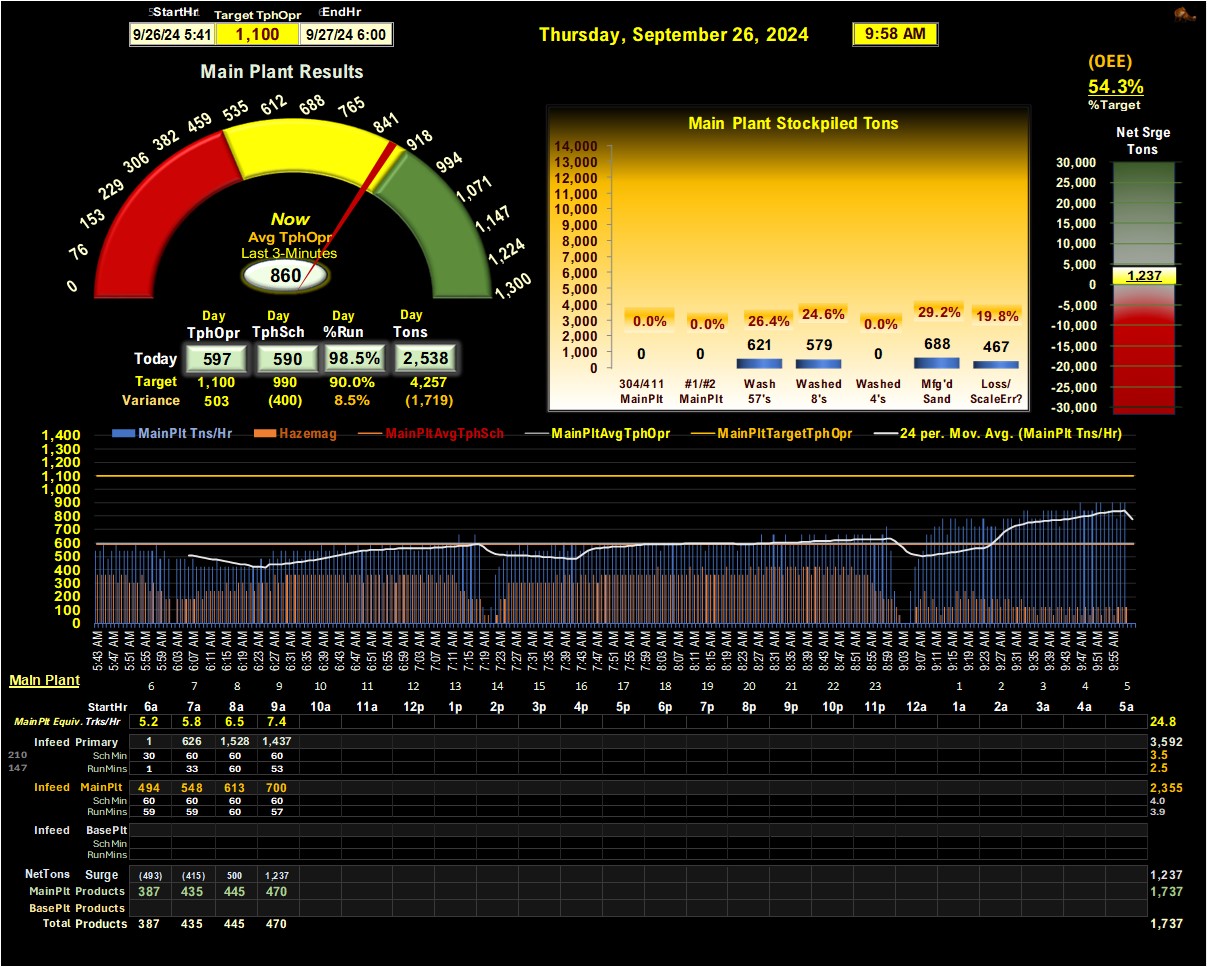 StartHr Target TphOpr EndHr
9/26/24 5:41 1,100 9/27/24 6:00
Thursday, September 26, 2024
9:58 AM
(OEE)
54.3%
%Target
Main Plant Results
0 76 153 229 306 382 459 535 612 688 765 841 918 994 1,071 1,147 1,224 1,300
Now
Avg TphOpr
Last 3-Minutes
860
Day Day Day Day
TphOpr TphSch %Run Tons
Today 597 590 98.5% 2,538
Target 1,100 990 90.0% 4,257
Variance 503 (400) 8.5% (1,719)
Main Plant Stockpiled Tons
14,000
13,000
12,000
11,000
10,000
9,000
8,000
7,000
6,000
5,000
4,000
3,000
2,000
1,000
0
0.0% 0.0% 26.4% 24.6% 0.0% 29.2% 19.8%
0 0 621 579 0 688 467
304/411 #1/#2 Wash Washed Washed Mfg'd Loss/
MainPlt MainPlt 57's 8's 4's Sand ScaleErr?
Net Srge
Tons
30,000
25,000
20,000
15,000
10,000
5,000
0
-5,000
-10,000
-15,000
-20,000
-25,000
-30,000
1,237
MainPlt Tns/Hr Hazemag MainPltAvgTphSch MainPltAvgTphOpr MainPltTargetTphOpr 24 per. Mov. Avg. (MainPlt Tns/Hr)
1,400
1,300
1,200
1,100
1,000
900
800
700
600
500
400
300
200
100
0
5:43 AM 5:47 AM 5:51 AM 5:55 AM 5:59 AM 6:03 AM 6:07 AM 6:11 AM 6:15 AM 6:19 AM 6:23 AM 6:27 AM 6:31 AM 6:35 AM 6:39 AM 6:43 AM 6:47 AM 6:51 AM 6:55 AM 6:59 AM 7:03 AM 7:07 AM 7:11 AM 7:15 AM 7:19 AM 7:23 AM 7:27 AM 7:31 AM 7:35 AM 7:39 AM 7:43 AM 7:47 AM 7:51 AM 7:55 AM 7:59 AM 8:03 AM 8:07 AM 8:11 AM 8:15 AM 8:19 AM 8:23 AM 8:27 AM 8:31 AM 8:35 AM 8:39 AM 8:43 AM 8:47 AM 8:51 AM 8:55 AM 8:59 AM 9:03 AM 9:07 AM 9:11 AM 9:15 AM 9:19 AM 9:23 AM 9:27 AM 9:31 AM 9:35 AM 9:39 AM 9:43 AM 9:47 AM 9:51 AM 9:55 AM
Main Plant
6 7 8 9 10 11 12 13 14 15 16 17 18 19 20 21 22 23 1 2 3 4 5
StartHr 6a 7a 8a 9a 10a 11a 12p 1p 2p 3p 4p 5p 6p 7p 8p 9p 10p 11p 12a 1a 2a 3a 4a 5a
MainPlt Equiv. Trks/Hr 5.2 5.8 6.5 7.4 24.8
Infeed Primary 1 626 1,528 1,437 3,592
210 Sch Min 30 60 60 60 3.5
147 RunMins 1 33 60 53 2.5
Infeed MainPlt 494 548 613 700 2,355
Sch Min 60 60 60 60 4.0
RunMins 59 59 60 57 3.9
Infeed BasePlt
Sch Min
RunMins
NetTons Surge (493) (415) 500 1,237 1,237
MainPlt Products 387 435 445 470 1,737
BasePlt Products
Total Products 387 435 445 470 1,737